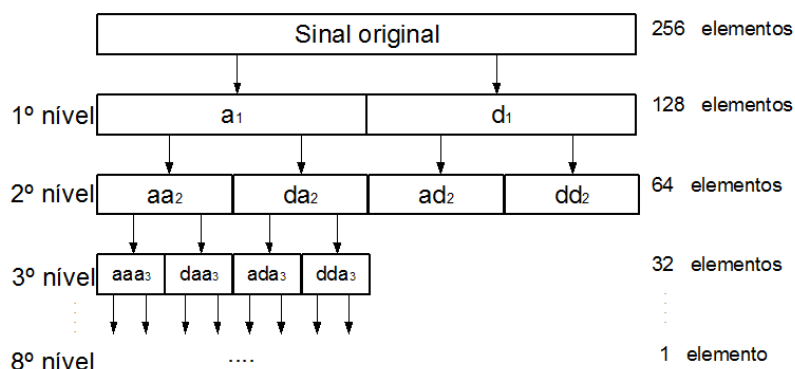 Sinal original 256 elementos
1º nível a1 d1 128 elementos
2º nível aa2 da2 ad2 dd2 64 elementos
3º nível aaa3 daa3 ada3 dda3 32 elementos
8º nível .... 1 elemento